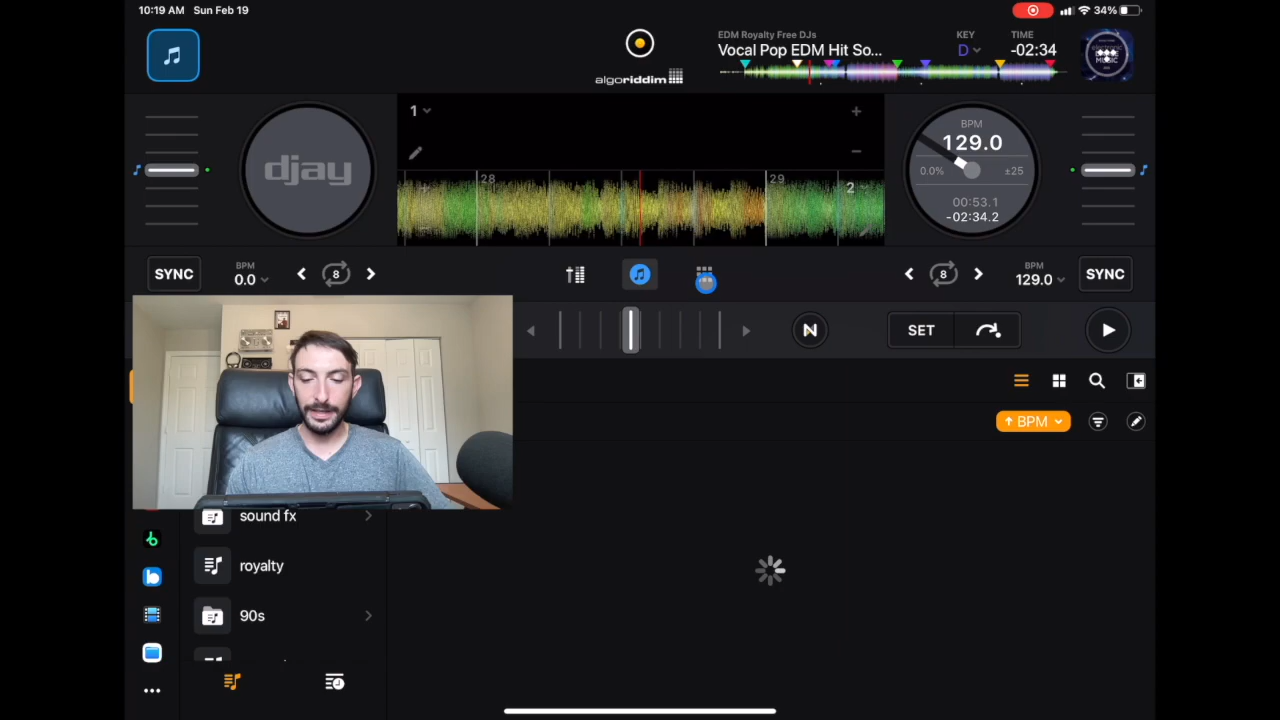 10:19 AM Sun Feb 19
34%
EDM Royalty Free DJs
Vocal Pop EDM Hit So...
KEY
D
TIME
-02:34
algoriddim
1
28
29
2
djay
BPM
129.0
0.0%
±25
00:53.1
-02:34.2
SYNC
BPM
0.0
8
8
BPM
129.0
SYNC
N
SET
BPM
sound fx
royalty
90s